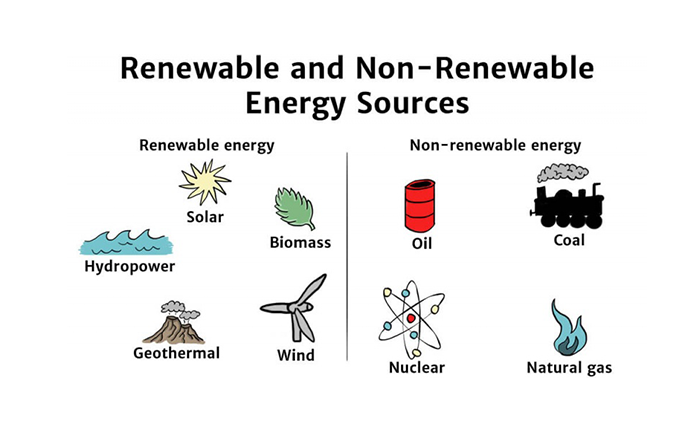 Renewable and Non-Renewable
Energy Sources
Renewable energy
Solar
Biomass
Hydropower
Geothermal
Wind
Non-renewable energy
Oil
Coal
Nuclear
Natural gas